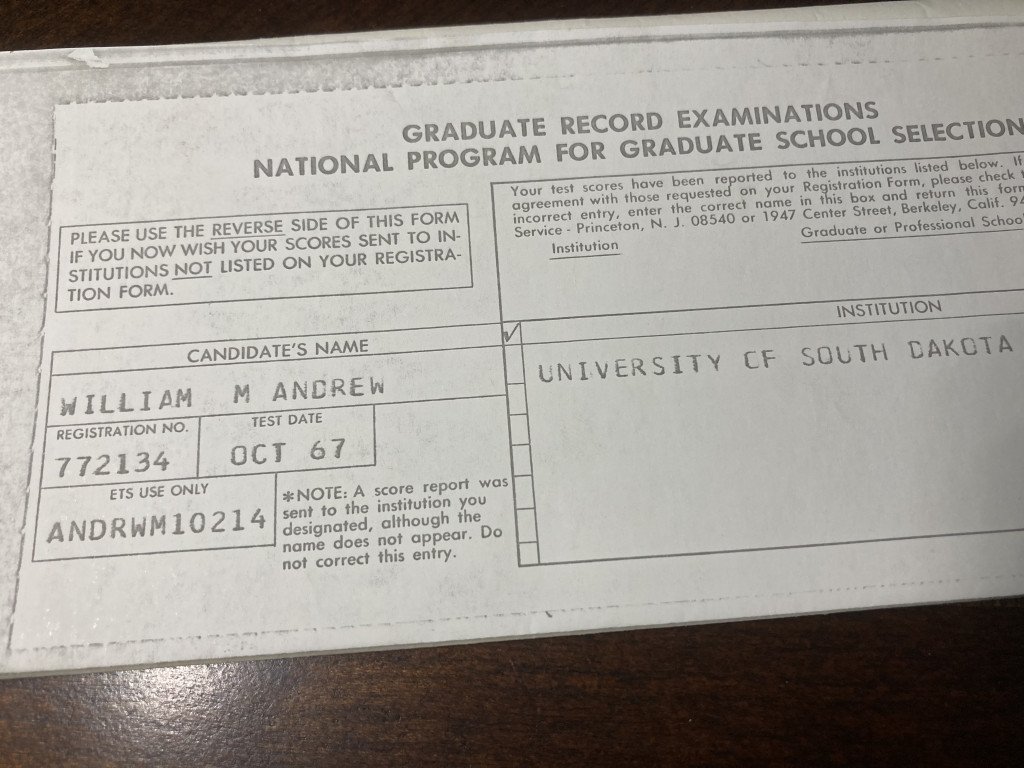 GRADUATE RECORD EXAMINATIONS
NATIONAL PROGRAM FOR GRADUATE SCHOOL SELECTION
PLEASE USE THE REVERSE SIDE OF THIS FORM
IF YOU NOW WISH YOUR SCORES SENT TO IN-
STITUTIONS NOT LISTED ON YOUR REGISTRA-
TION FORM.
Your test scores have been reported to the institutions listed below. If
agreement with those requested on your Registration Form, please check
incorrect entry, enter the correct name in this box and return this form
Service - Princeton, N. J. 08540 or 1947 Center Street, Berkeley, Calif. 94
Institution
Graduate or Professional Schoo
CANDIDATE'S NAME
WILLIAM M ANDREW
REGISTRATION NO.
772134
TEST DATE
OCT 67
ETS USE ONLY
ANDRWM10214
*NOTE: A score report was
sent to the institution you
designated, although the
name does not appear. Do
not correct this entry.
✓
INSTITUTION
UNIVERSITY CF SOUTH DAKOTA